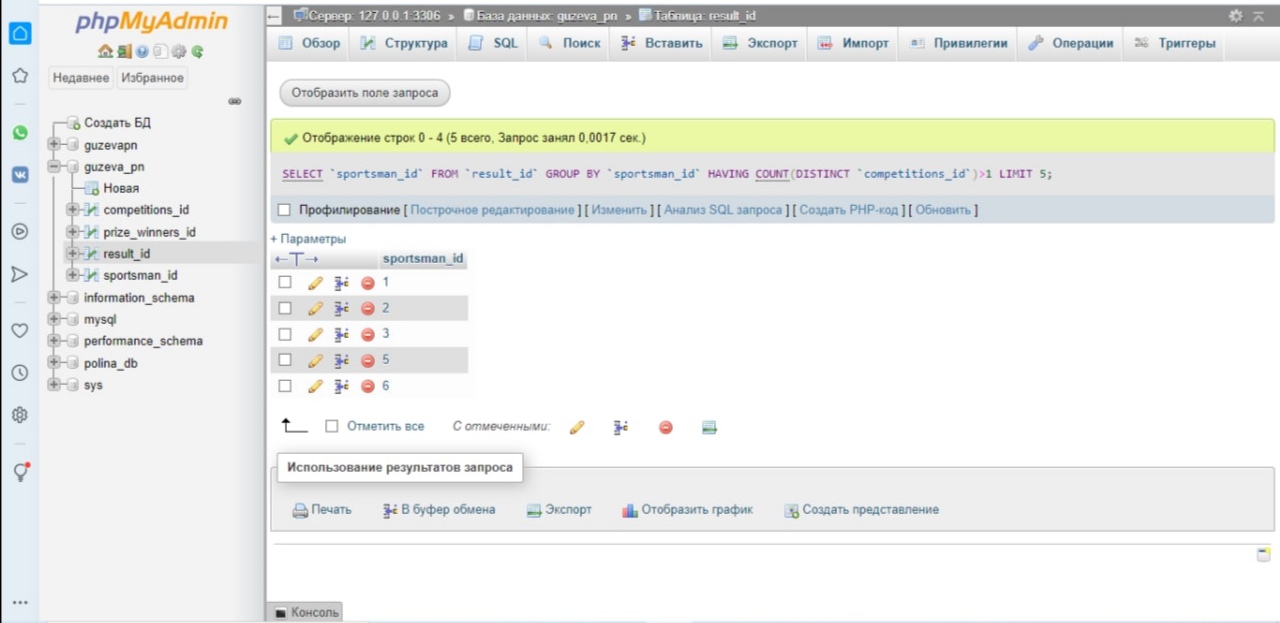 phpMyAdmin
Недавнее Избранное
Создать БД
guzevapn
guzeva_pn
Новая
competitions_id
prize_winners_id
result_id
sportsman_id
information_schema
mysql
performance_schema
polina_db
sys
Сервер: 127.0.0.1:3306 » База данных: guzeva_pn » Таблица: result_id
Обзор Структура SQL Поиск Вставить Экспорт Импорт Привилегии Операции Триггеры
Отобразить поле запроса
Отображение строк 0 - 4 (5 всего, Запрос занял 0,0017 сек.)
SELECT `sportsman_id` FROM `result_id` GROUP BY `sportsman_id` HAVING COUNT(DISTINCT `competitions_id`)>1 LIMIT 5;
Профилирование [ Построчное редактирование ] [ Изменить ] [ Анализ SQL запроса ] [ Создать PHP-код ] [ Обновить ]
+ Параметры
←T→ sportsman_id
1
2
3
5
6
Отметить все С отмеченными:
Использование результатов запроса
Печать В буфер обмена Экспорт Отобразить график Создать представление
Консоль